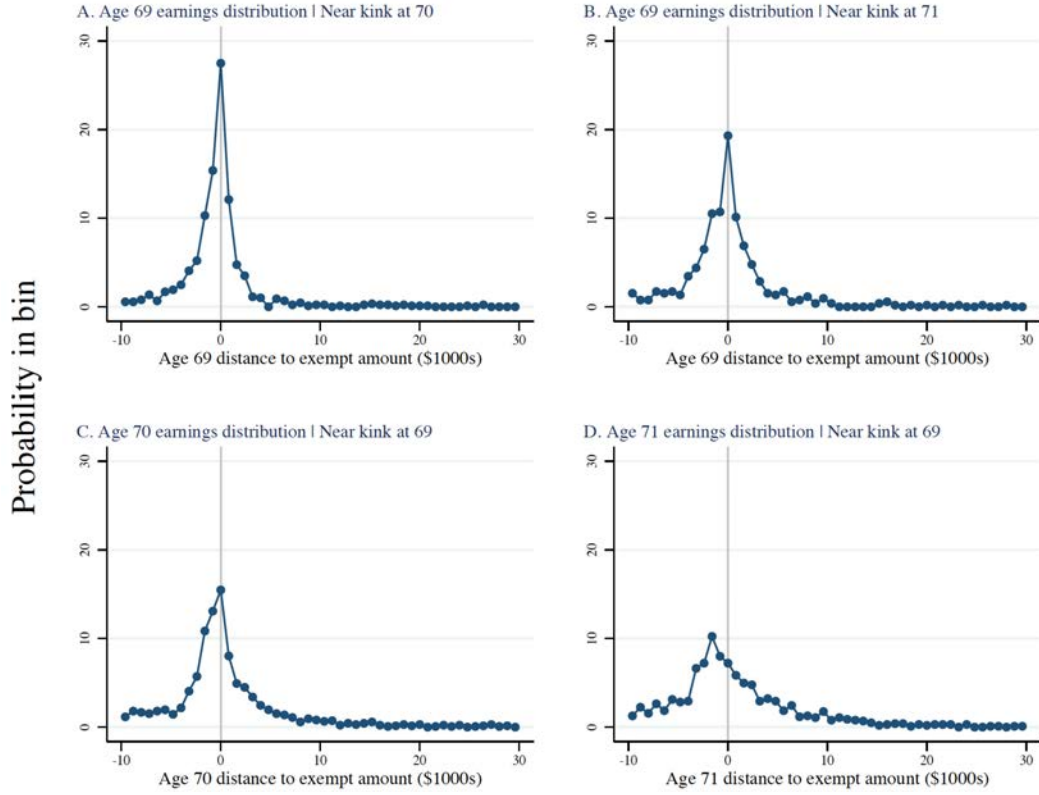 A. Age 69 earnings distribution | Near kink at 70
30
20
10
0
-10 0 10 20 30
Age 69 distance to exempt amount ($1000s)
B. Age 69 earnings distribution | Near kink at 71
30
20
10
0
-10 0 10 20 30
Age 69 distance to exempt amount ($1000s)
Probability in bin
C. Age 70 earnings distribution | Near kink at 69
30
20
10
0
-10 0 10 20 30
Age 70 distance to exempt amount ($1000s)
D. Age 71 earnings distribution | Near kink at 69
30
20
10
0
-10 0 10 20 30
Age 71 distance to exempt amount ($1000s)